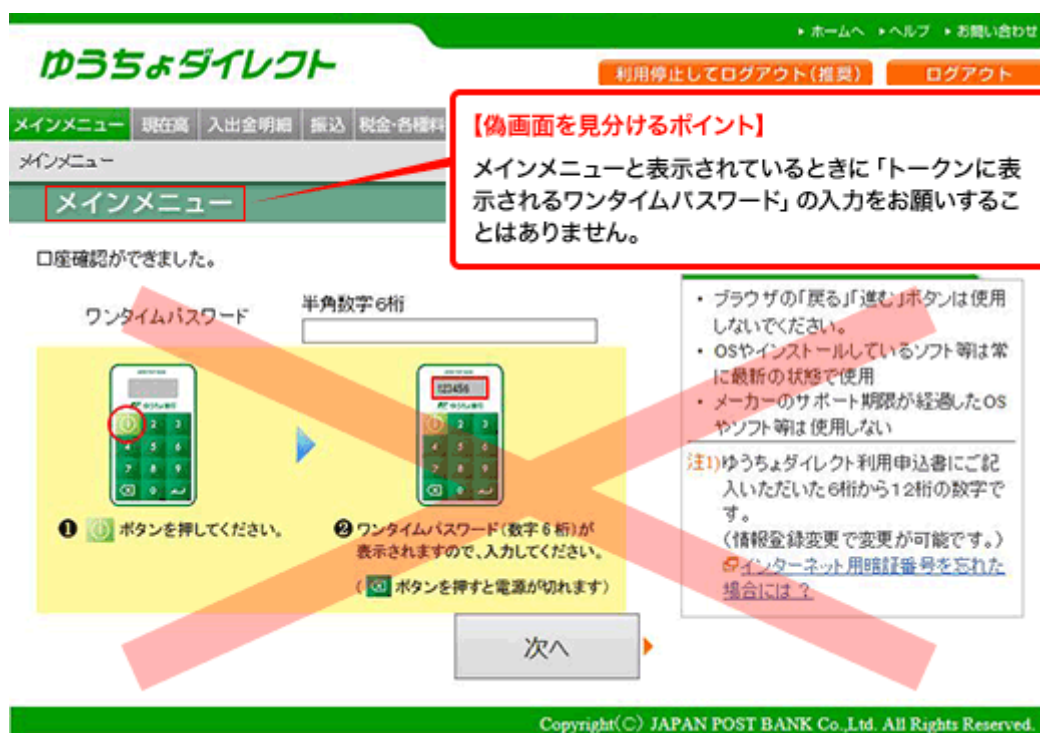 ▸ホームへ ▸ヘルプ ▸お問い合わせ
ゆうちょダイレクト
利用停止してログアウト(推奨) ログアウト
メインメニュー 現在高 入出金明細 振込 税金・各種料
メインメニュー
メインメニュー
【偽画面を見分けるポイント】
メインメニューと表示されているときに「トークンに表
示されるワンタイムパスワード」の入力をお願いするこ
とはありません。
口座確認ができました。
ワンタイムパスワード
半角数字6桁
123456
❶ ボタンを押してください。
❷ワンタイムパスワード(数字6桁)が
表示されますので、入力してください。
( ボタンを押すと電源が切れます)
・ ブラウザの「戻る」「進む」ボタンは使用
しないでください。
・ OSやインストールしているソフト等は常
に最新の状態で使用
・ メーカーのサポート期限が経過したOS
やソフト等は使用しない
注1)ゆうちょダイレクト利用申込書にご記
入いただいた6桁から12桁の数字で
す。
(情報登録変更で変更が可能です。)
インターネット用暗証番号を忘れた
場合には？
次へ
Copyright(C) JAPAN POST BANK Co.,Ltd. All Rights Reserved.